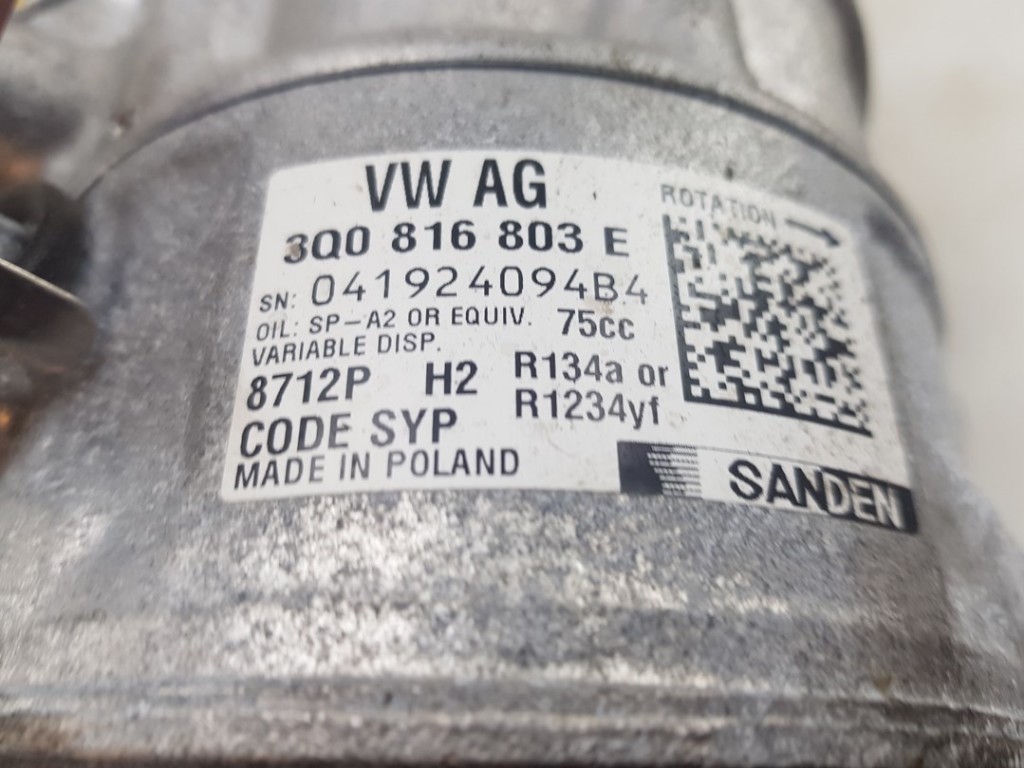 VW AG
3Q0 816 803 E
SN: 041924094B4
OIL: SP-A2 OR EQUIV. 75cc
VARIABLE DISP.
8712P H2 R134a or
R1234yf
CODE SYP
MADE IN POLAND
ROTATION
SANDEN